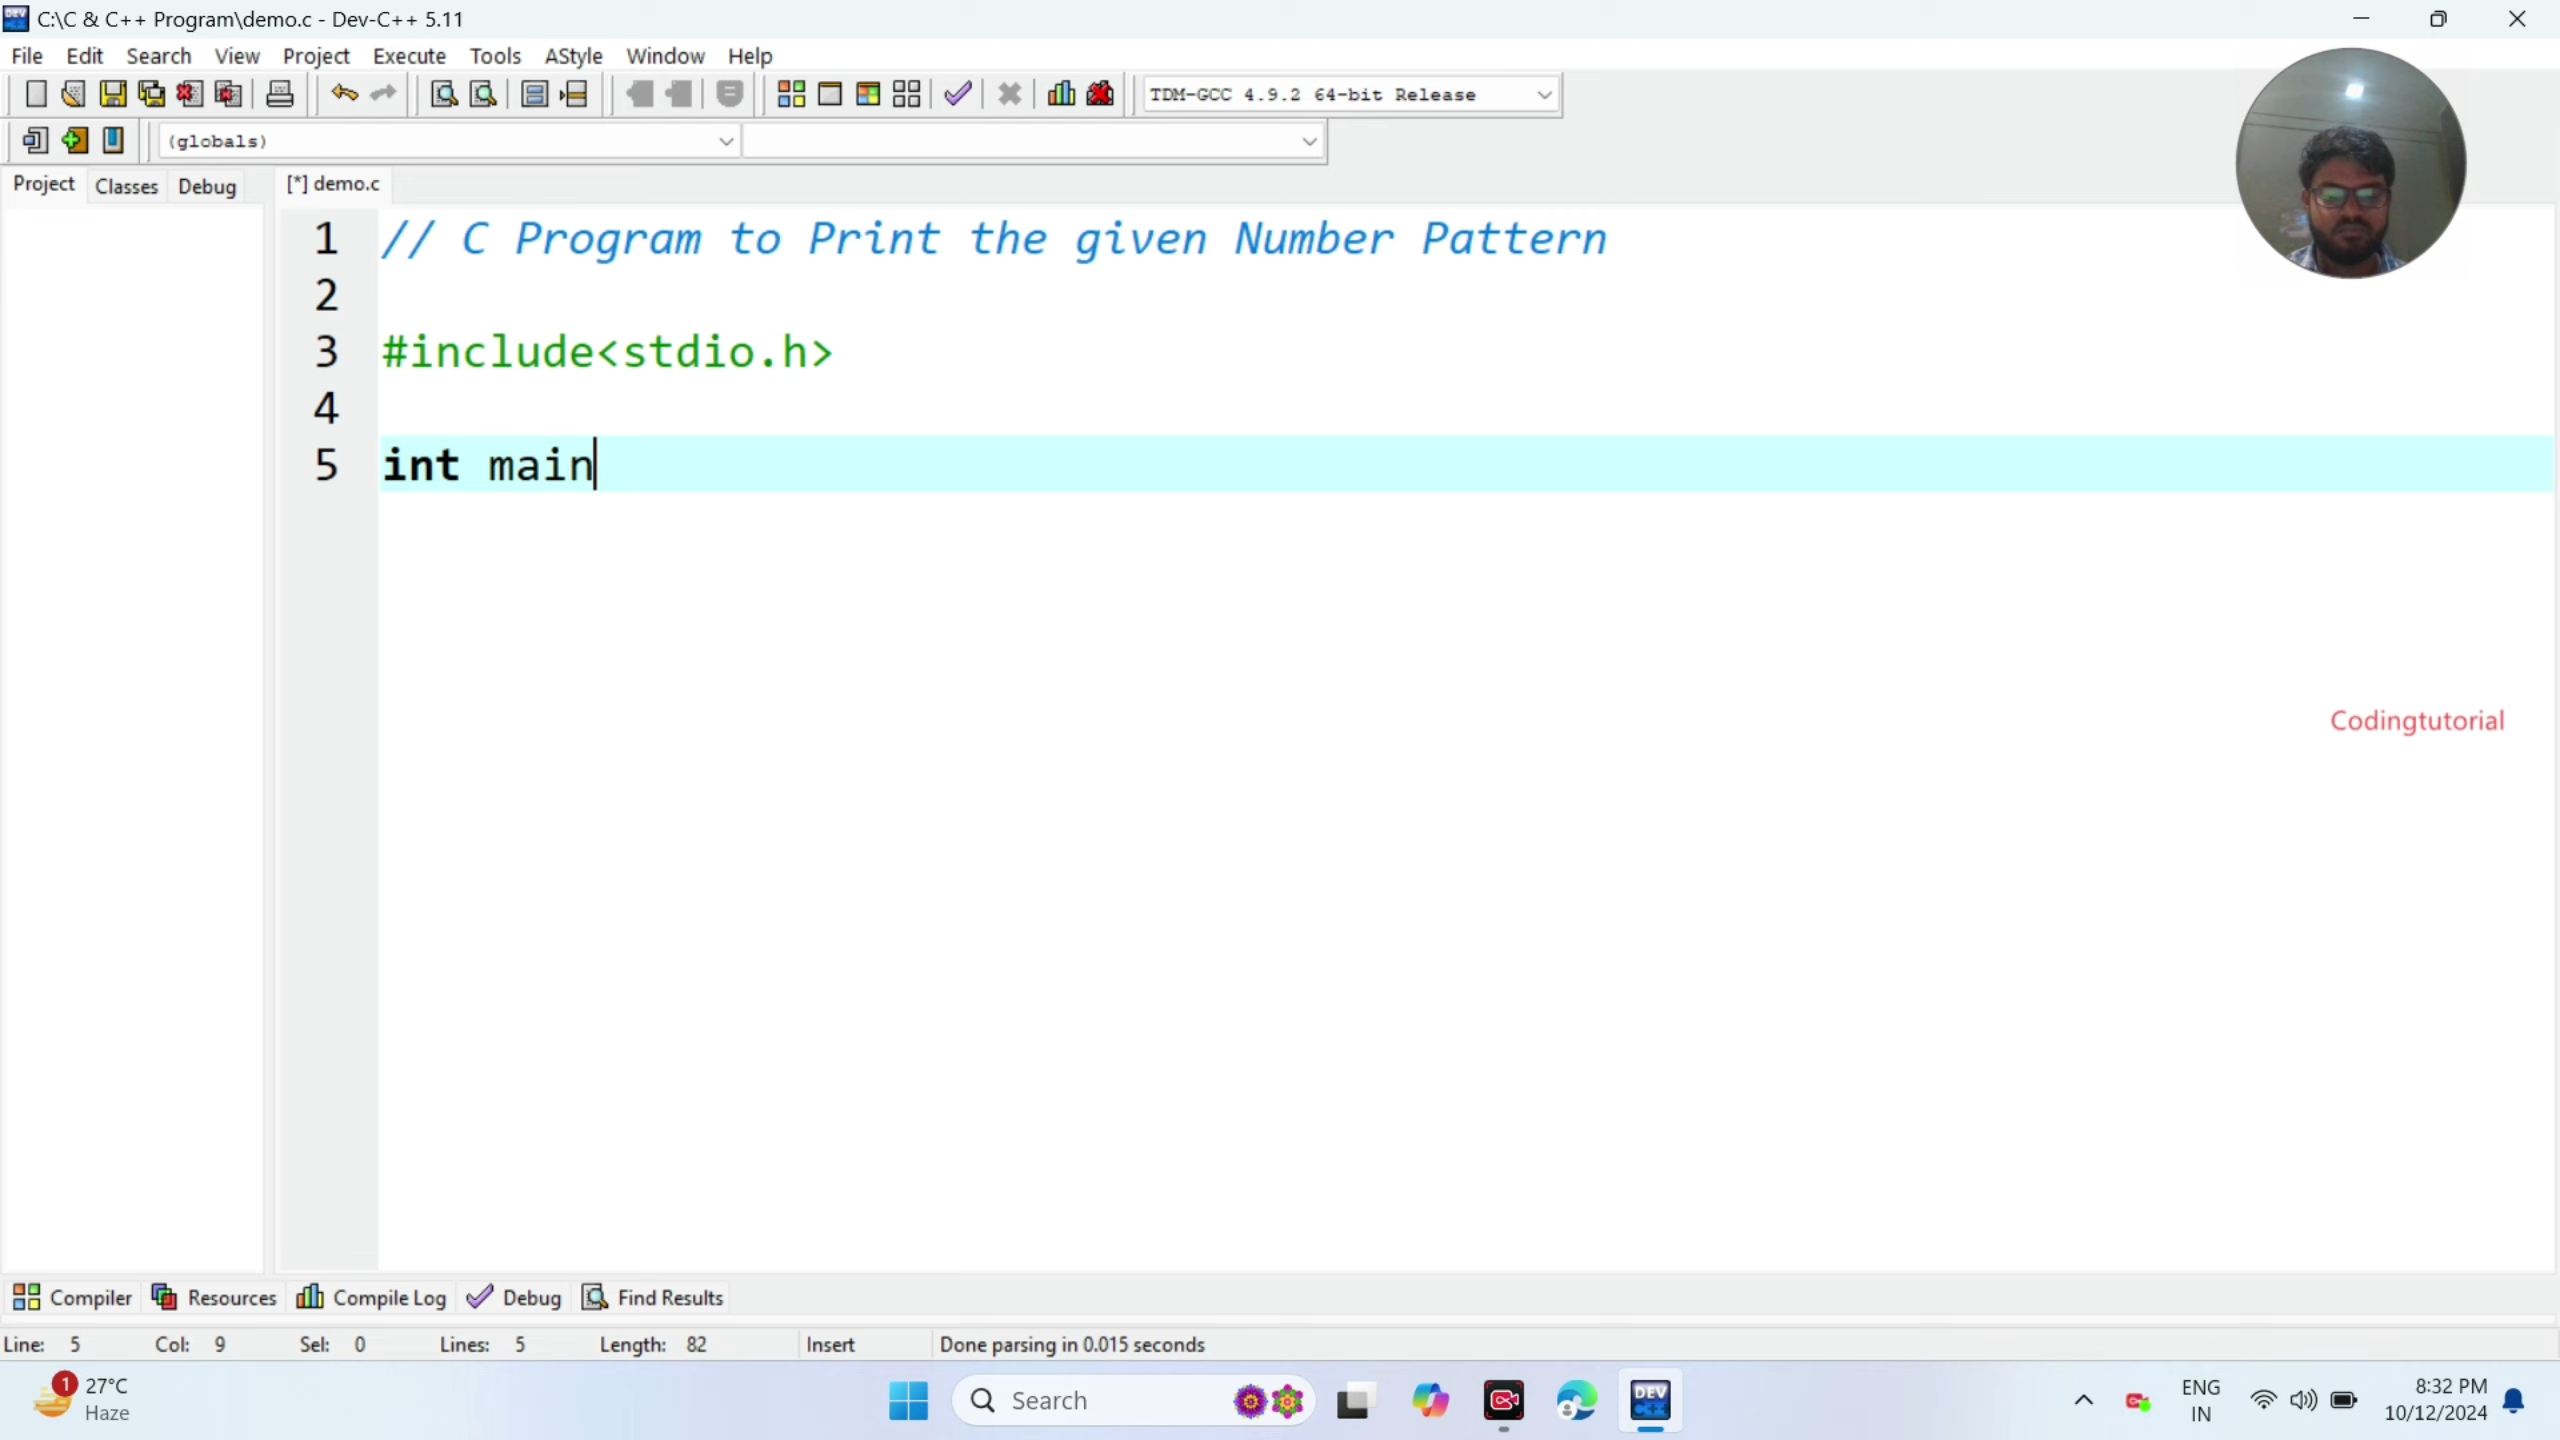 C:\C & C++ Program\demo.c - Dev-C++ 5.11
File Edit Search View Project Execute Tools AStyle Window Help
TDM-GCC 4.9.2 64-bit Release
(globals)
Project Classes Debug [*] demo.c
1 // C Program to Print the given Number Pattern
2
3 #include<stdio.h>
4
5 int main
Codingtutorial
Compiler Resources Compile Log Debug Find Results
Line: 5 Col: 9 Sel: 0 Lines: 5 Length: 82 Insert Done parsing in 0.015 seconds
1 27°C
Haze
Search
DEV C++
ENG
IN
8:32 PM
10/12/2024